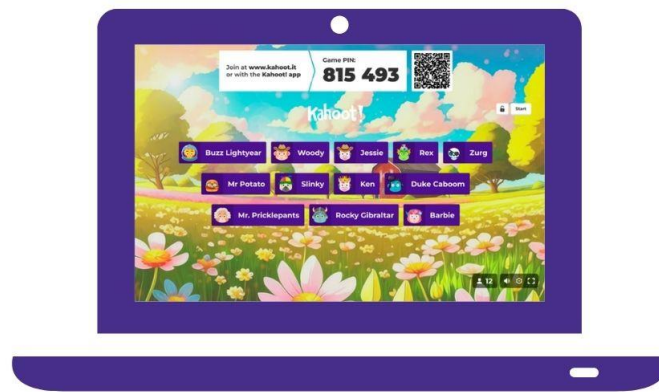 Join at www.kahoot.it
or with the Kahoot! app
Game PIN:
815 493
Kahoot!
Start
Buzz Lightyear
Woody
Jessie
Rex
Zurg
Mr Potato
Slinky
Ken
Duke Caboom
Mr. Pricklepants
Rocky Gibraltar
Barbie
12